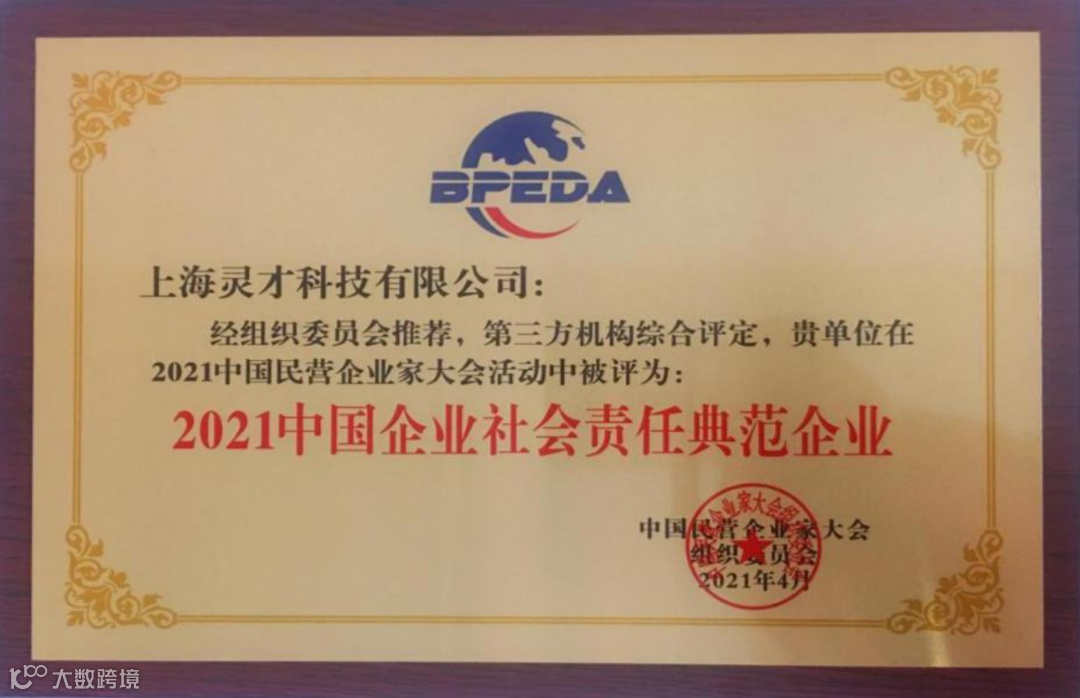 BPEDA
上海灵才科技有限公司：
经组织委员会推荐，第三方机构综合评定，贵单位在
2021中国民营企业家大会活动中被评为：
2021中国企业社会责任典范企业
中国民营企业家大会
组织委员会
2021年4月
大数跨境